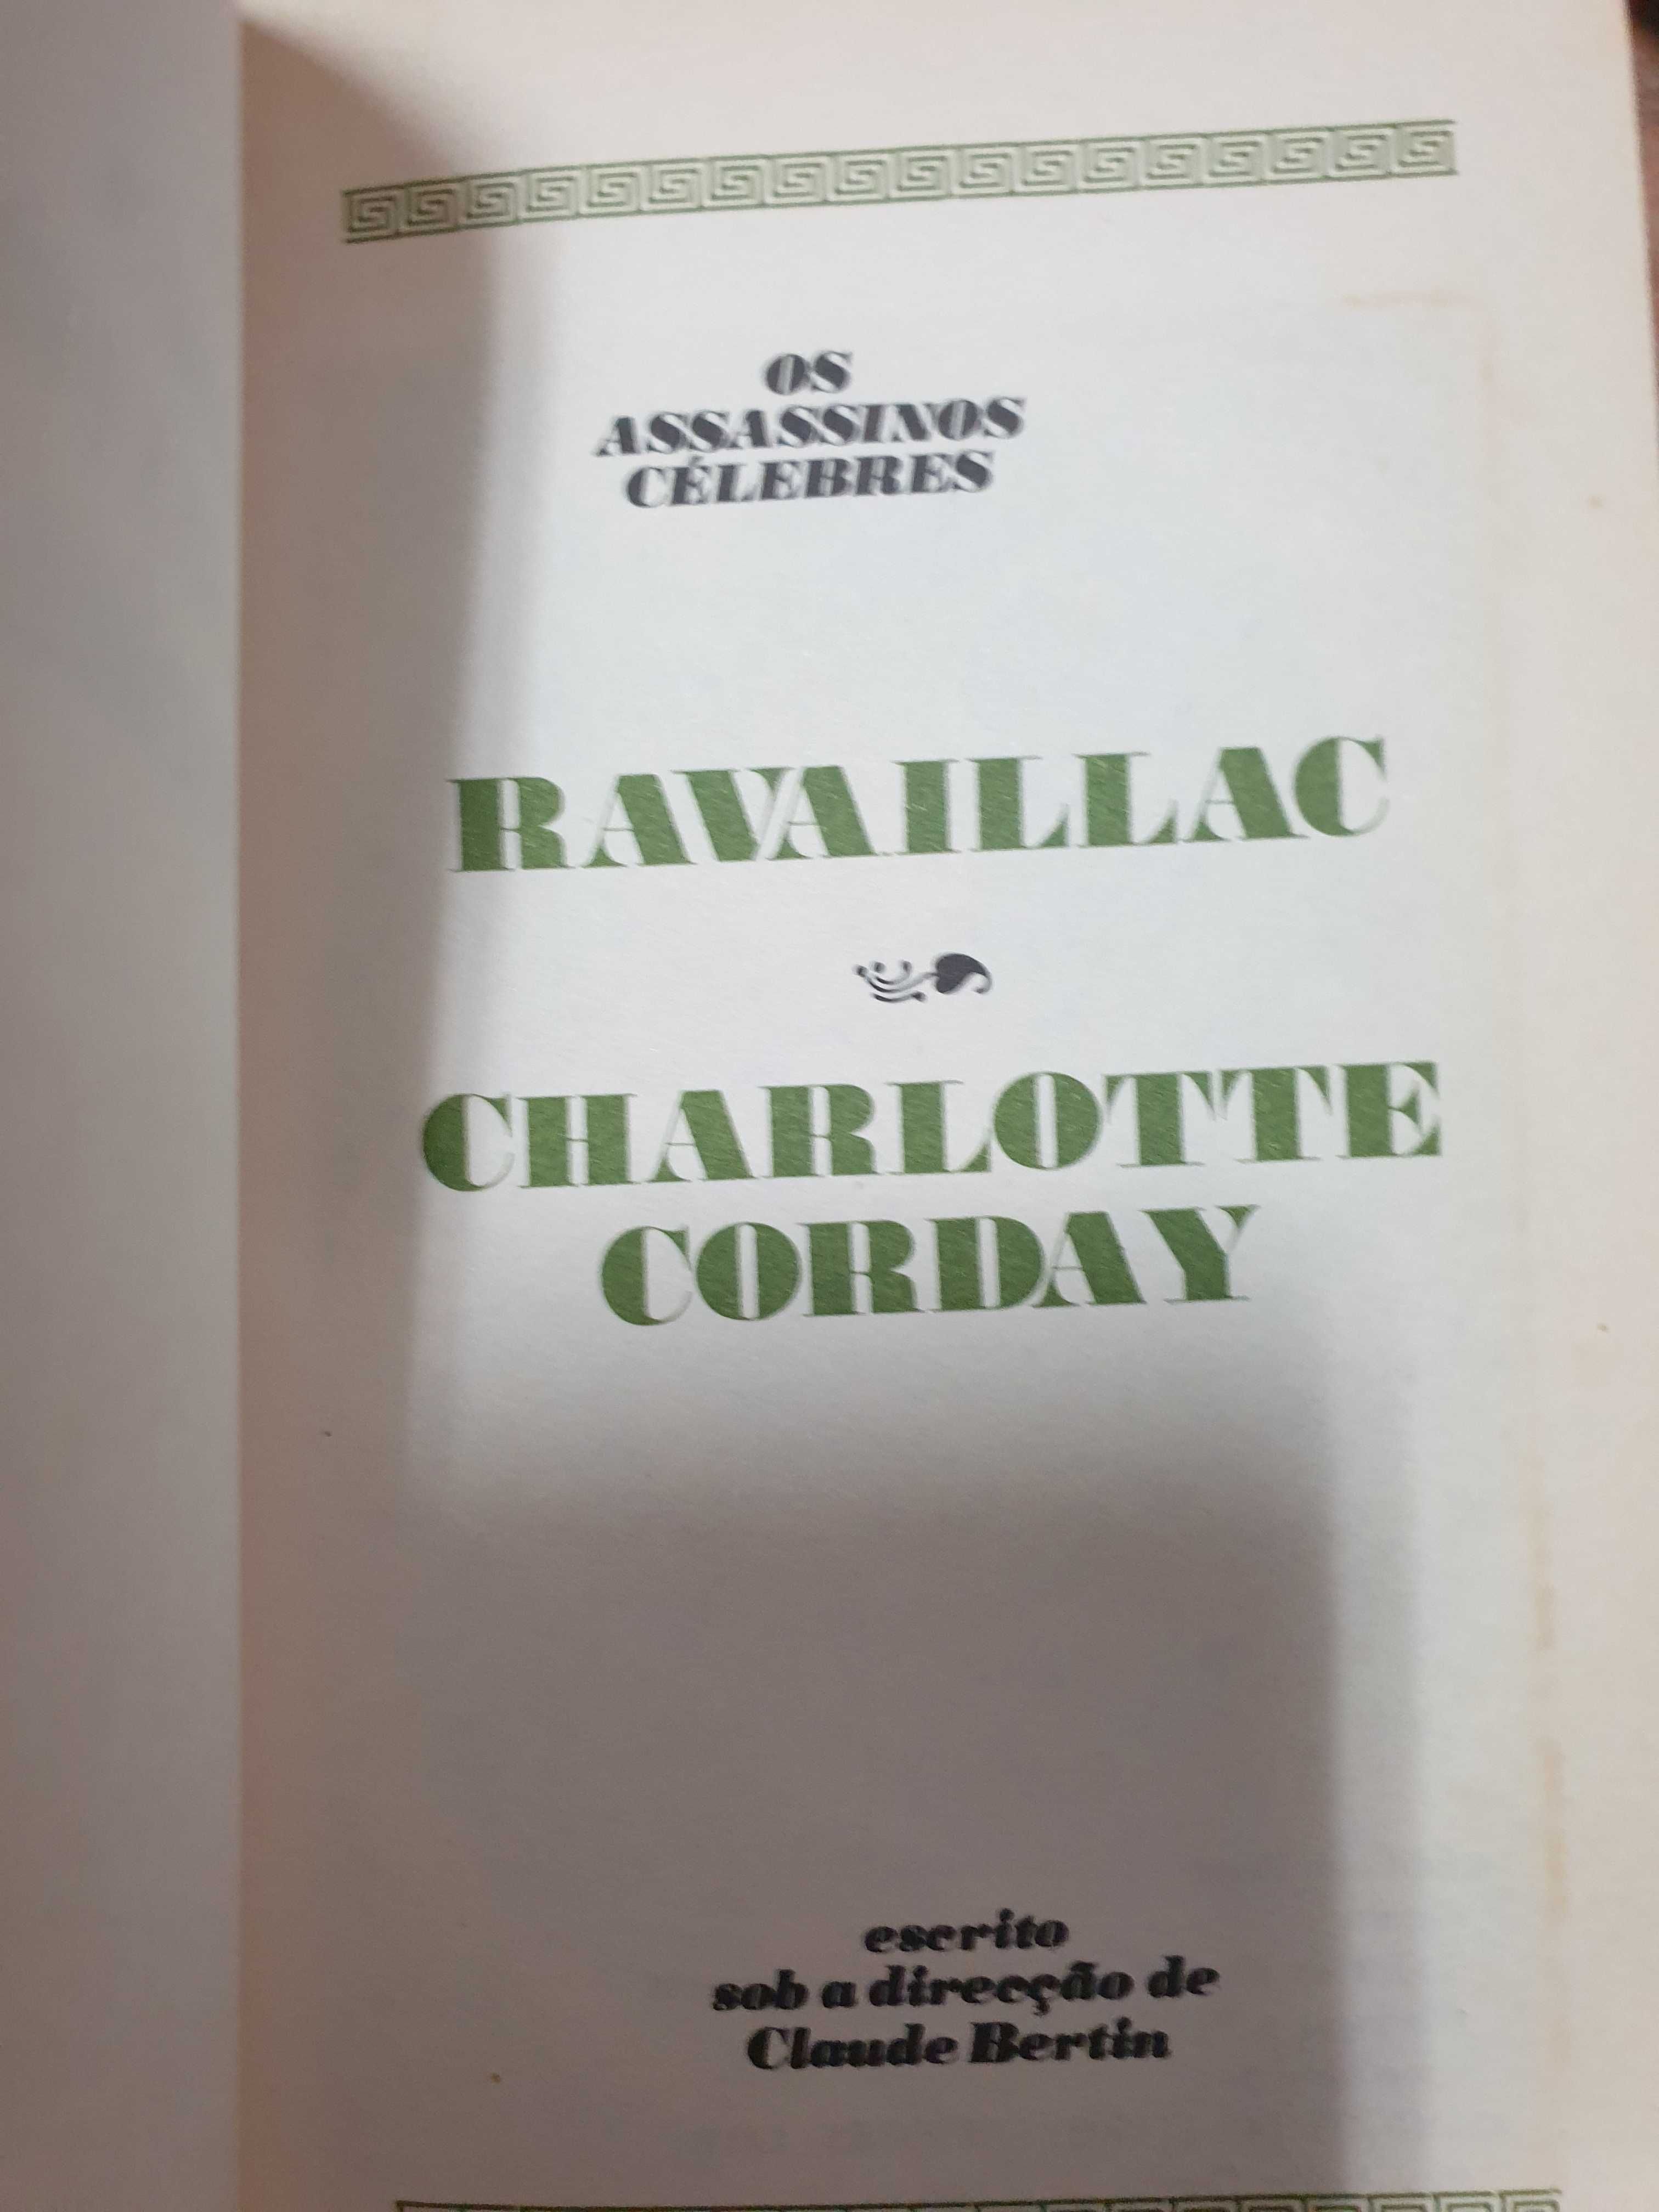 OS
ASSASSINOS
CÉLEBRES
RAVAILLAC
CHARLOTTE
CORDAY
escrito
sob a direcção de
Claude Bertin